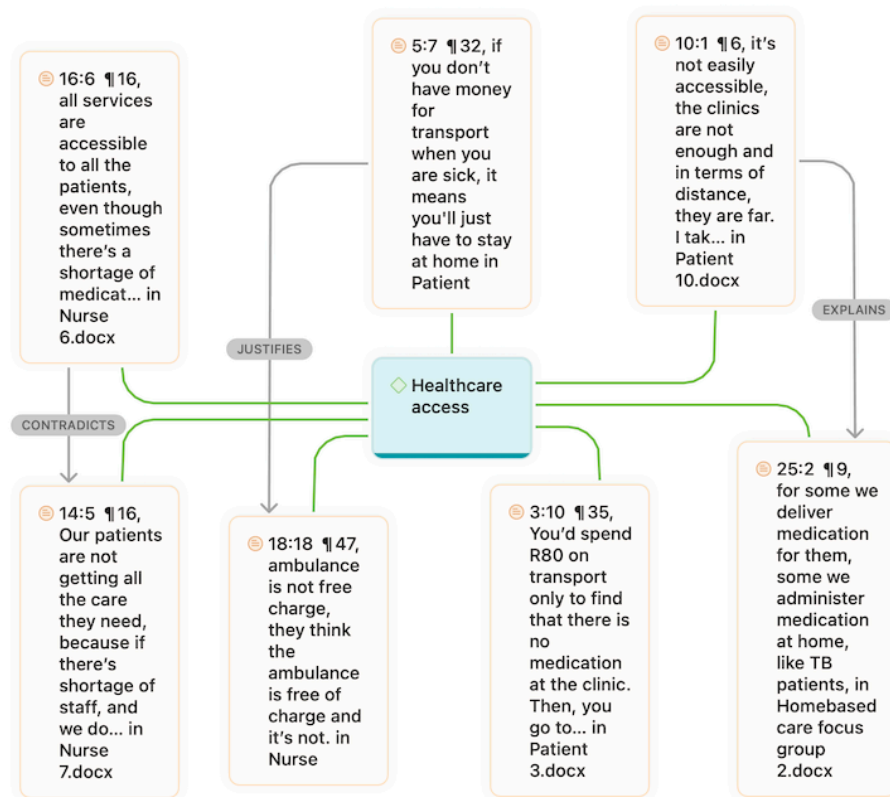 16:6 ¶16,
all services
are
accessible
to all the
patients,
even though
sometimes
there's a
shortage of
medicat... in
Nurse
6.docx
5:7 ¶32, if
you don't
have money
for
transport
when you
are sick, it
means
you'll just
have to stay
at home in
Patient
10:1 ¶6, it's
not easily
accessible,
the clinics
are not
enough and
in terms of
distance,
they are far.
I tak... in
Patient
10.docx
EXPLAINS
JUSTIFIES
CONTRADICTS
Healthcare
access
14:5 ¶16,
Our patients
are not
getting all
the care
they need,
because if
there's
shortage of
staff, and
we do... in
Nurse
7.docx
18:18 ¶47,
ambulance
is not free
charge,
they think
the
ambulance
is free of
charge and
it's not. in
Nurse
3:10 ¶35,
You'd spend
R80 on
transport
only to find
that there is
no
medication
at the clinic.
Then, you
go to... in
Patient
3.docx
25:2 ¶9,
for some we
deliver
medication
for them,
some we
administer
medication
at home,
like TB
patients, in
Homebased
care focus
group
2.docx